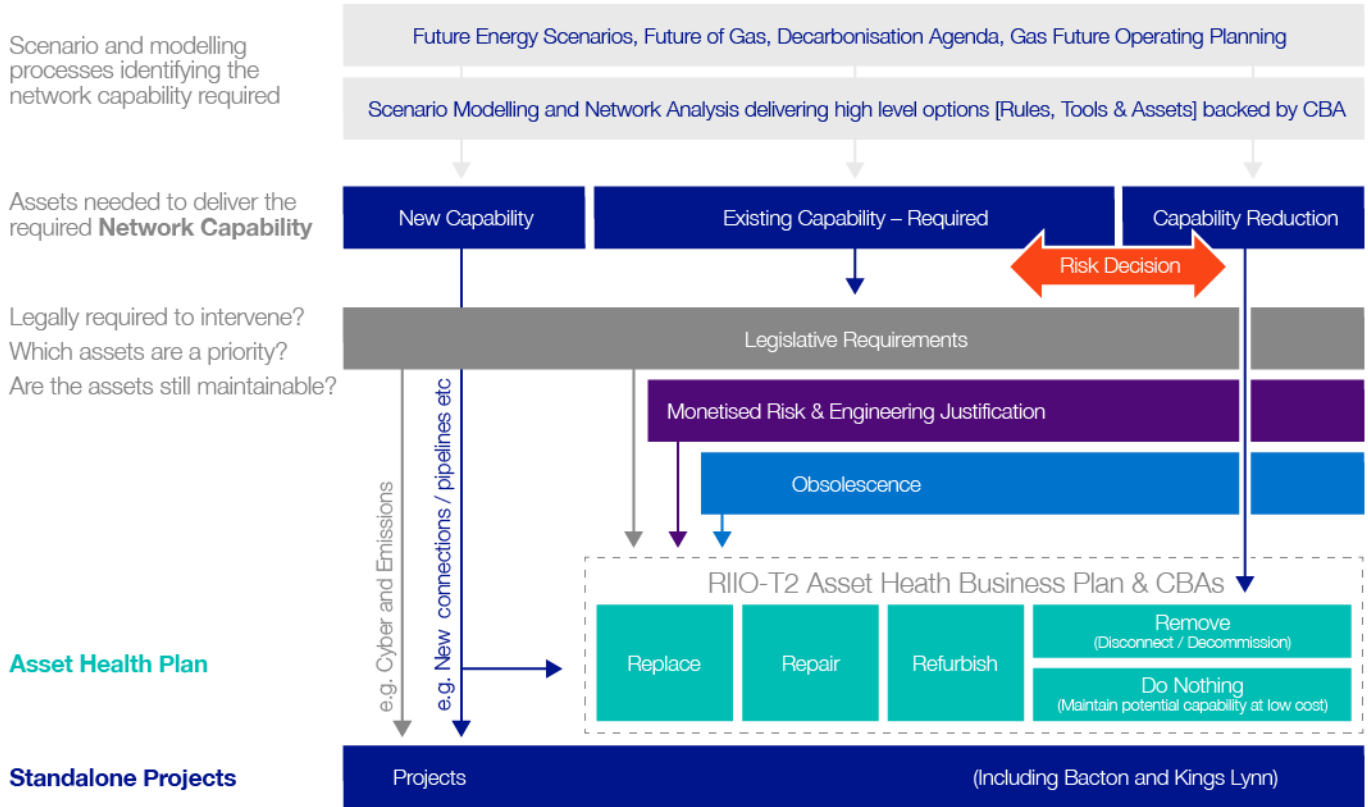 Scenario and modelling
processes identifying the
network capability required
Future Energy Scenarios, Future of Gas, Decarbonisation Agenda, Gas Future Operating Planning
Scenario Modelling and Network Analysis delivering high level options [Rules, Tools & Assets] backed by CBA
Assets needed to deliver the
required Network Capability
New Capability
Existing Capability – Required
Capability Reduction
Risk Decision
Legally required to intervene?
Which assets are a priority?
Are the assets still maintainable?
Legislative Requirements
Monetised Risk & Engineering Justification
Obsolescence
e.g. Cyber and Emissions
e.g. New connections / pipelines etc
RIIO-T2 Asset Heath Business Plan & CBAs
Asset Health Plan
Replace
Repair
Refurbish
Remove
(Disconnect / Decommission)
Do Nothing
(Maintain potential capability at low cost)
Standalone Projects
Projects
(Including Bacton and Kings Lynn)